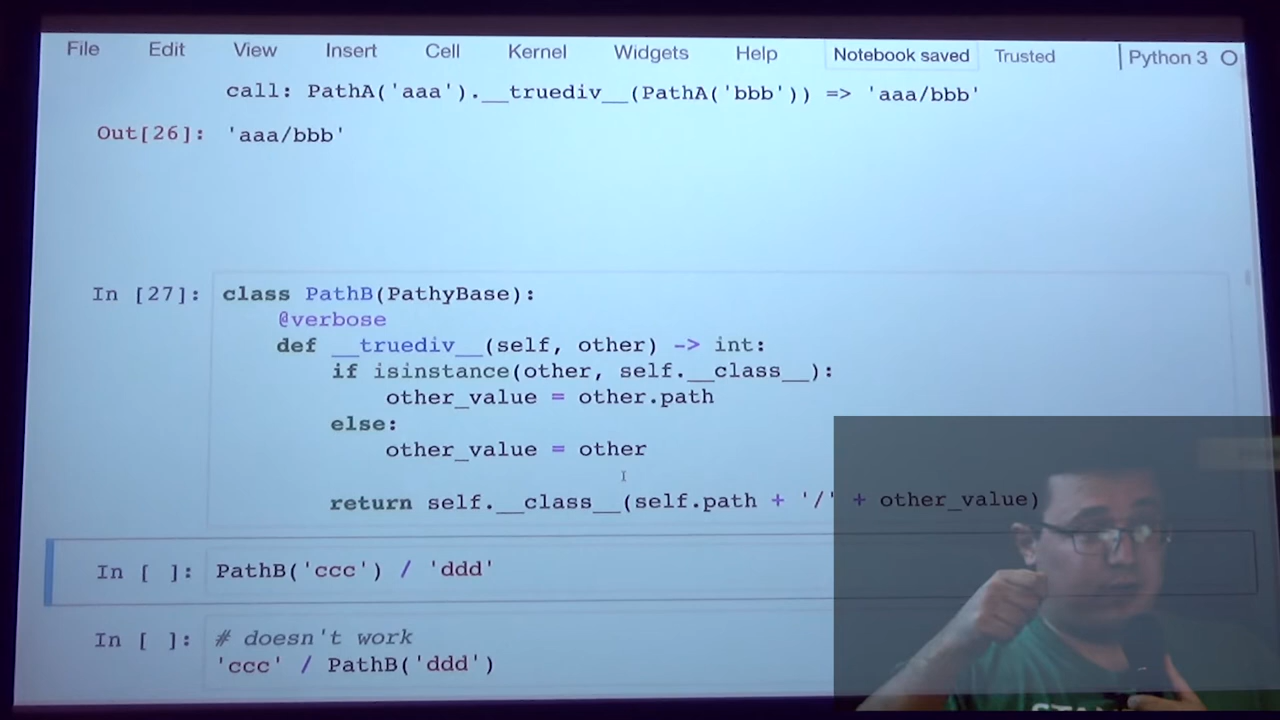 File Edit View Insert Cell Kernel Widgets Help Notebook saved Trusted Python 3
call: PathA('aaa').__truediv__(PathA('bbb')) => 'aaa/bbb'
Out[26]: 'aaa/bbb'
In [27]: class PathB(PathyBase):
@verbose
def __truediv__(self, other) -> int:
if isinstance(other, self.__class__):
other_value = other.path
else:
other_value = other
return self.__class__(self.path + '/' + other_value)
In [ ]: PathB('ccc') / 'ddd'
In [ ]: # doesn't work
'ccc' / PathB('ddd')